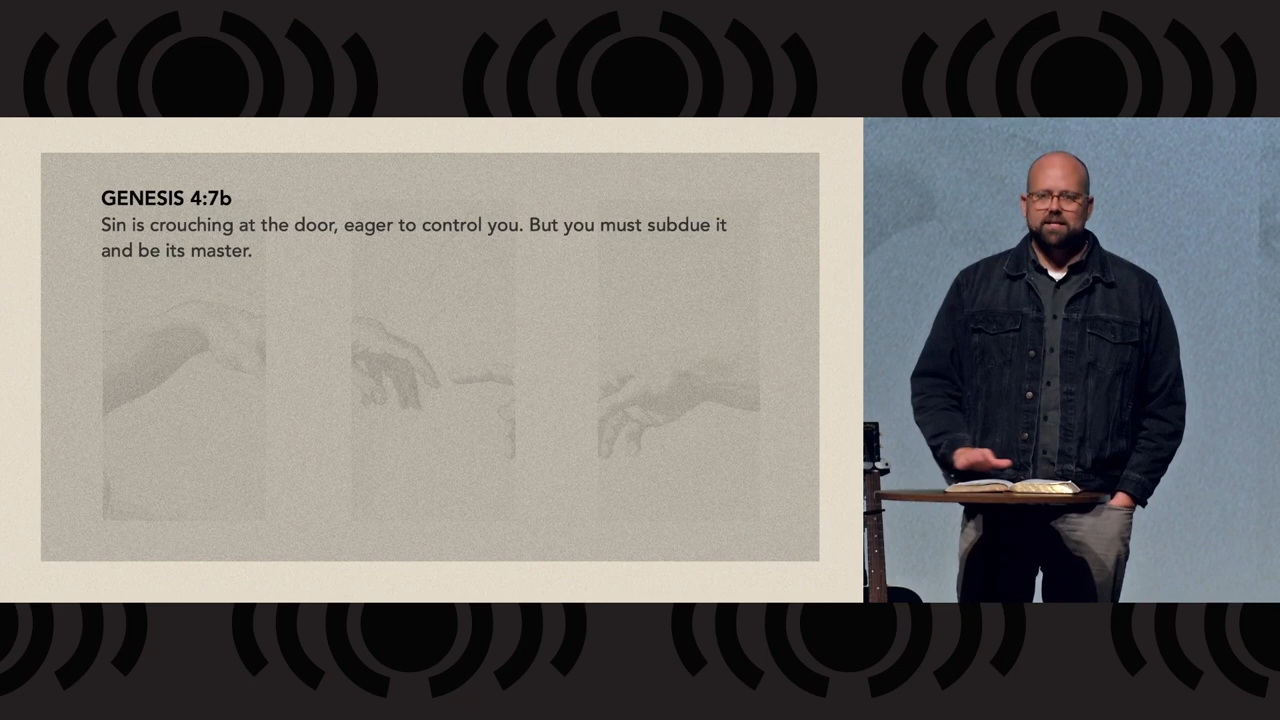 GENESIS 4:7b
Sin is crouching at the door, eager to control you. But you must subdue it
and be its master.